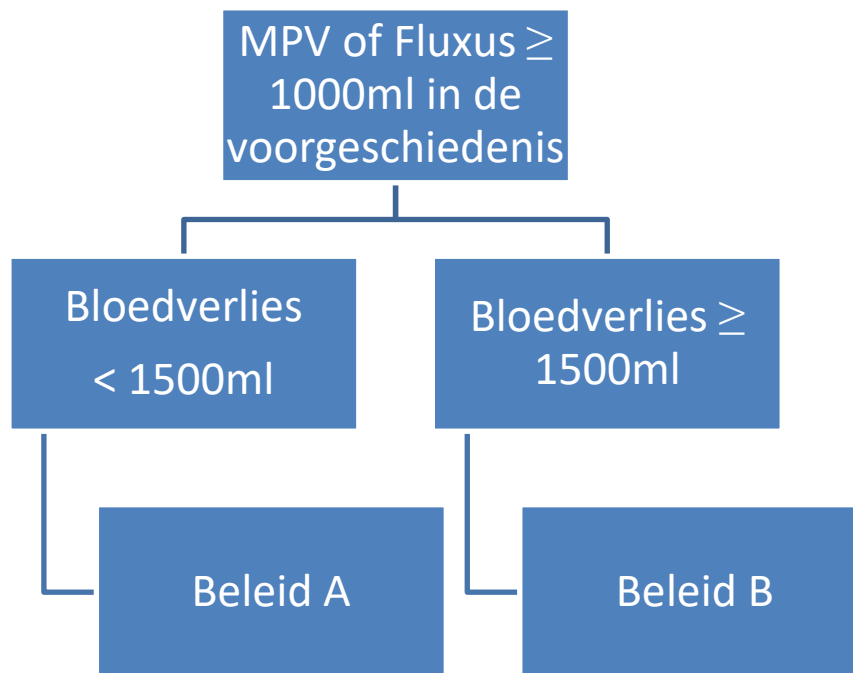 MPV of Fluxus ≥
1000ml in de
voorgeschiedenis
Bloedverlies
< 1500ml
Bloedverlies ≥
1500ml
Beleid A
Beleid B